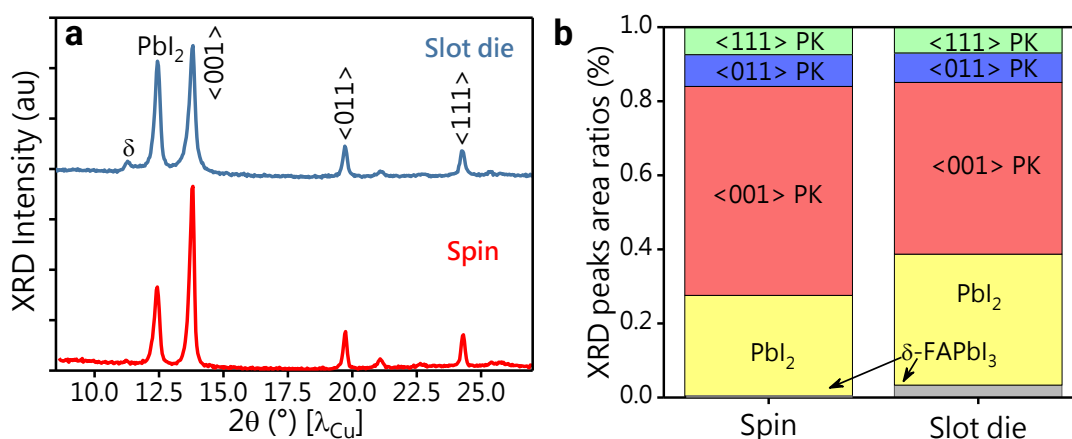 a
PbI₂
<001>
Slot die
δ
<011>
<111>
Spin
XRD Intensity (au)
10.0 12.5 15.0 17.5 20.0 22.5 25.0
2θ (°) [λCu]
b
XRD peaks area ratios (%)
1.0
0.8
0.6
0.4
0.2
0.0
<111> PK
<011> PK
<001> PK
PbI₂
<111> PK
<011> PK
<001> PK
PbI₂
δ-FAPbI₃
Spin
Slot die